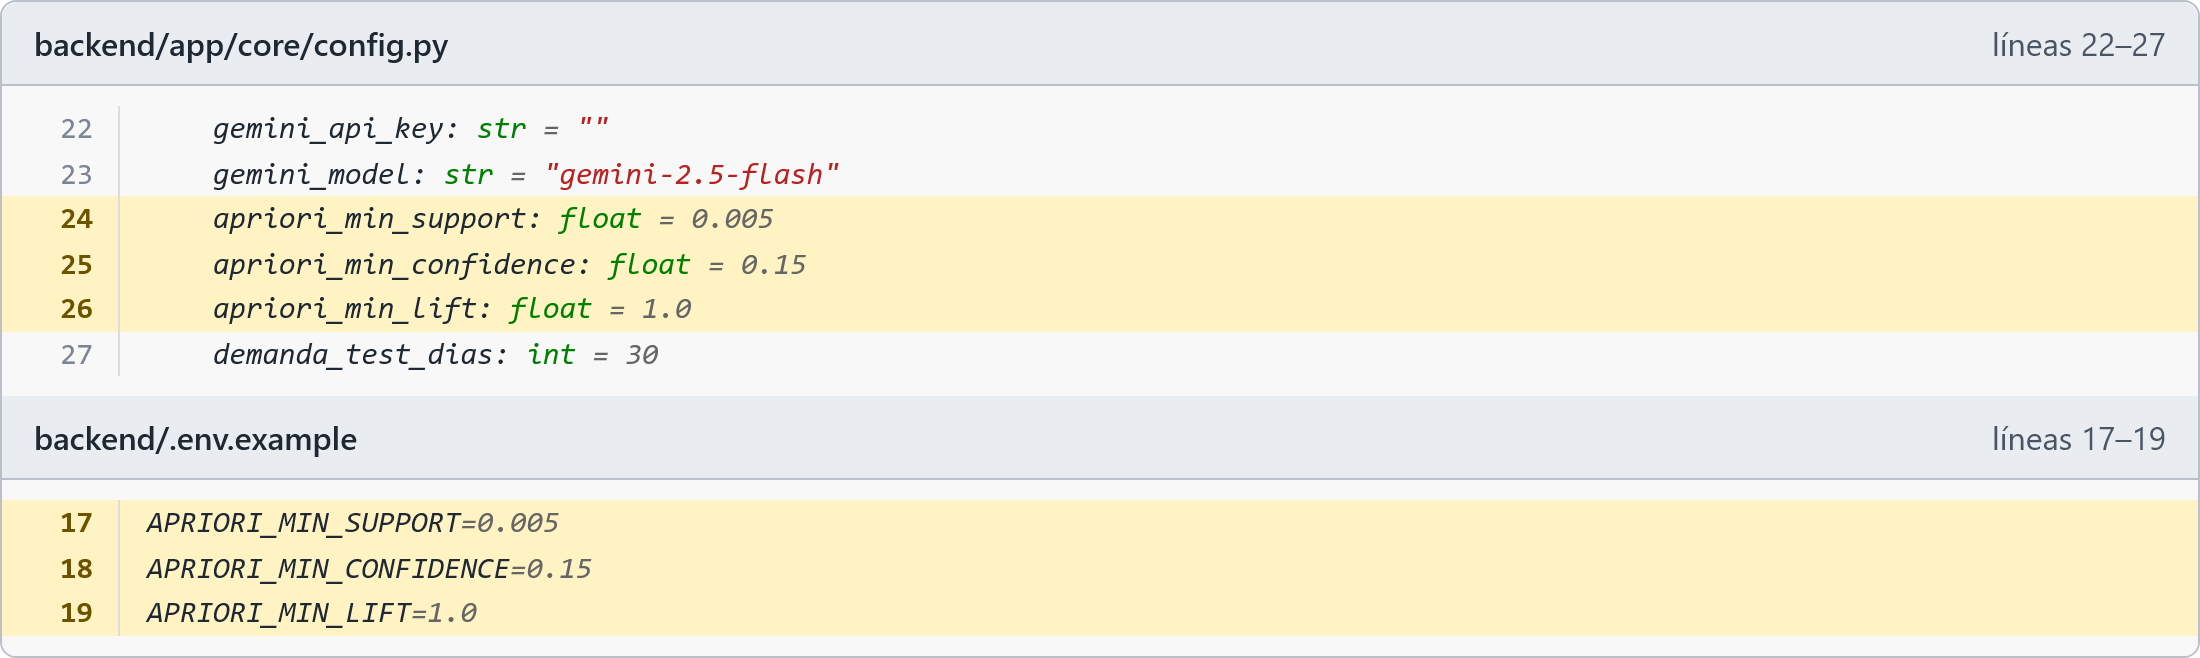 backend/app/core/config.py
líneas 22–27
22 gemini_api_key: str = ""
23 gemini_model: str = "gemini-2.5-flash"
24 apriori_min_support: float = 0.005
25 apriori_min_confidence: float = 0.15
26 apriori_min_lift: float = 1.0
27 demanda_test_dias: int = 30
backend/.env.example
líneas 17–19
17 APRIORI_MIN_SUPPORT=0.005
18 APRIORI_MIN_CONFIDENCE=0.15
19 APRIORI_MIN_LIFT=1.0